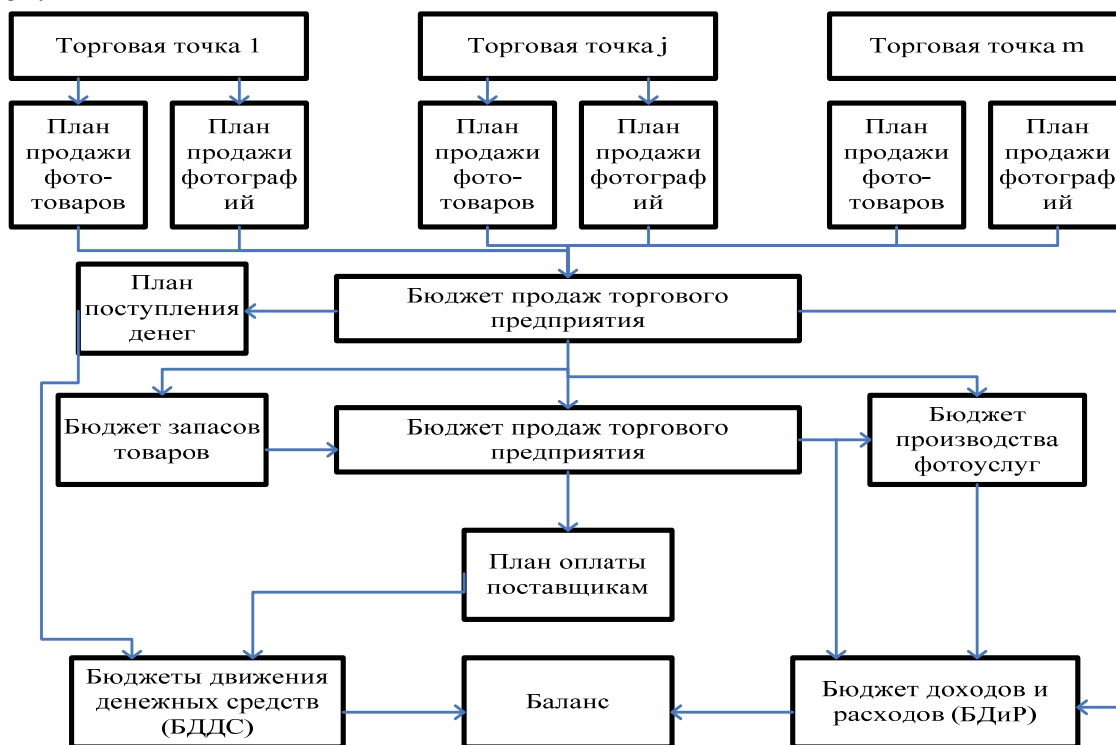 Торговая точка 1
Торговая точка j
Торговая точка m
План
продажи
фото-
товаров
План
продажи
фотограф
ий
План
продажи
фото-
товаров
План
продажи
фотограф
ий
План
продажи
фото-
товаров
План
продажи
фотограф
ий
План
поступления
денег
Бюджет продаж торгового
предприятия
Бюджет запасов
товаров
Бюджет продаж торгового
предприятия
Бюджет
производства
фотоуслуг
План оплаты
поставщикам
Бюджеты движения
денежных средств
(БДДС)
Баланс
Бюджет доходов и
расходов (БДиР)